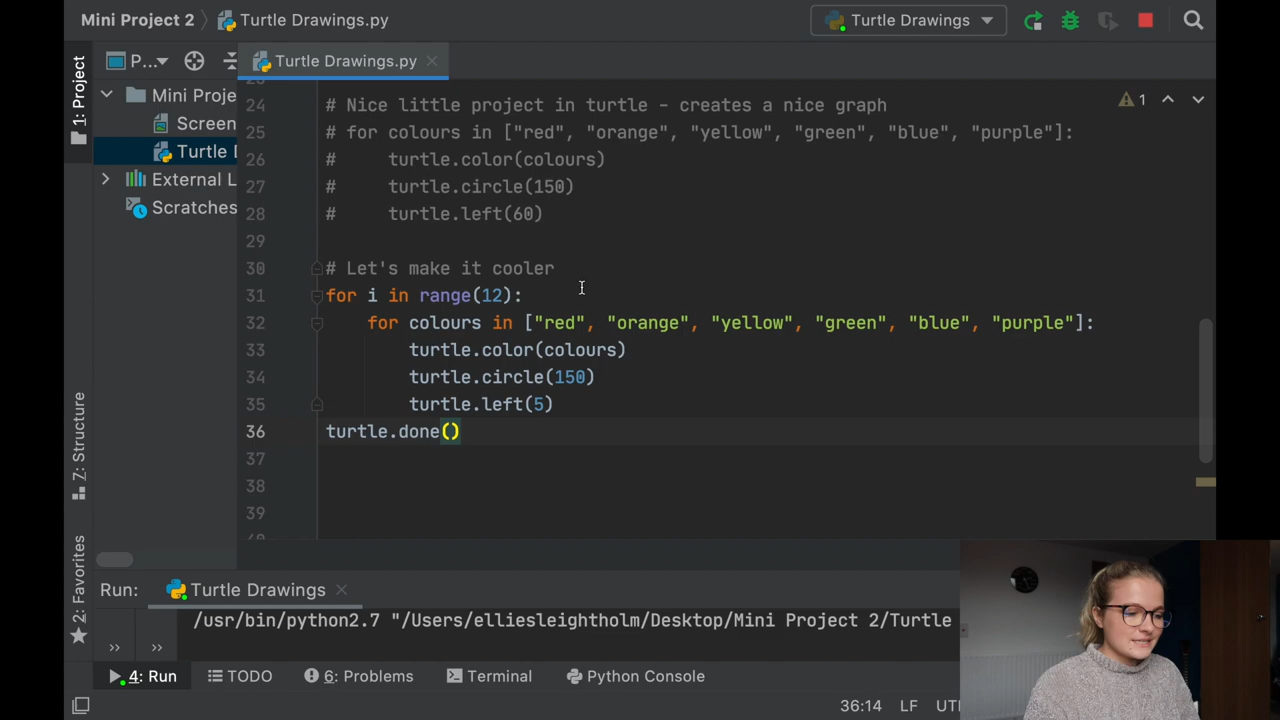 Mini Project 2 Turtle Drawings.py Turtle Drawings
1: Project P... Turtle Drawings.py
24 # Nice little project in turtle - creates a nice graph
25 # for colours in ["red", "orange", "yellow", "green", "blue", "purple"]:
26 # turtle.color(colours)
27 # turtle.circle(150)
28 # turtle.left(60)
29
30 # Let's make it cooler
31 for i in range(12):
32 for colours in ["red", "orange", "yellow", "green", "blue", "purple"]:
33 turtle.color(colours)
34 turtle.circle(150)
35 turtle.left(5)
36 turtle.done()
37
38
39
1
Mini Proje
Screen
Turtle D
External L
Scratches
Z: Structure
2: Favorites
Run: Turtle Drawings
/usr/bin/python2.7 "/Users/elliesleightholm/Desktop/Mini Project 2/Turtle
4: Run TODO 6: Problems Terminal Python Console
36:14 LF UTF